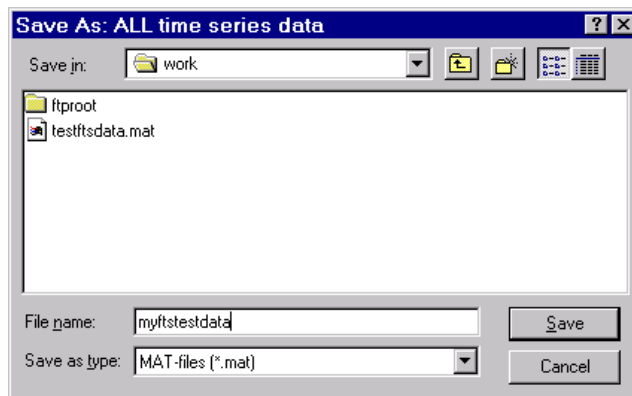 Save As: ALL time series data
Save in: work
ftproot
testftsdata.mat
File name: myftstestdata Save
Save as type: MAT-files (*.mat) Cancel